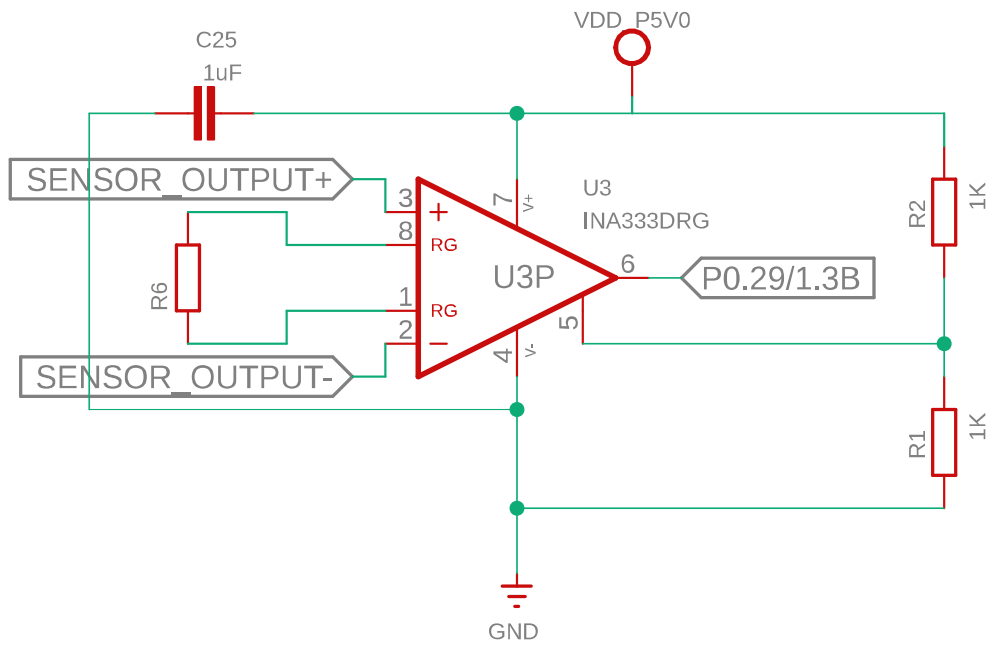 VDD_P5V0
C25
1uF
SENSOR_OUTPUT+
3
7
V+
U3
INA333DRG
R2
1K
8
RG
U3P
6
P0.29/1.3B
R6
1
RG
5
2
4
V-
SENSOR_OUTPUT-
R1
1K
GND